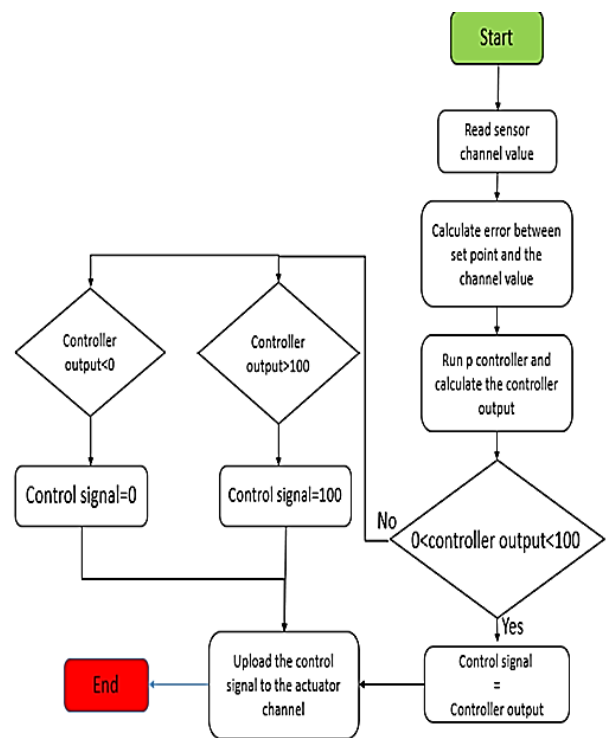 Start
Read sensor
channel value
Calculate error between
set point and the
channel value
Run p controller and
calculate the controller
output
0<controller output<100
No
Yes
Controller
output<0
Controller
output>100
Control signal=0
Control signal=100
Control signal
=
Controller output
Upload the control
signal to the actuator
channel
End